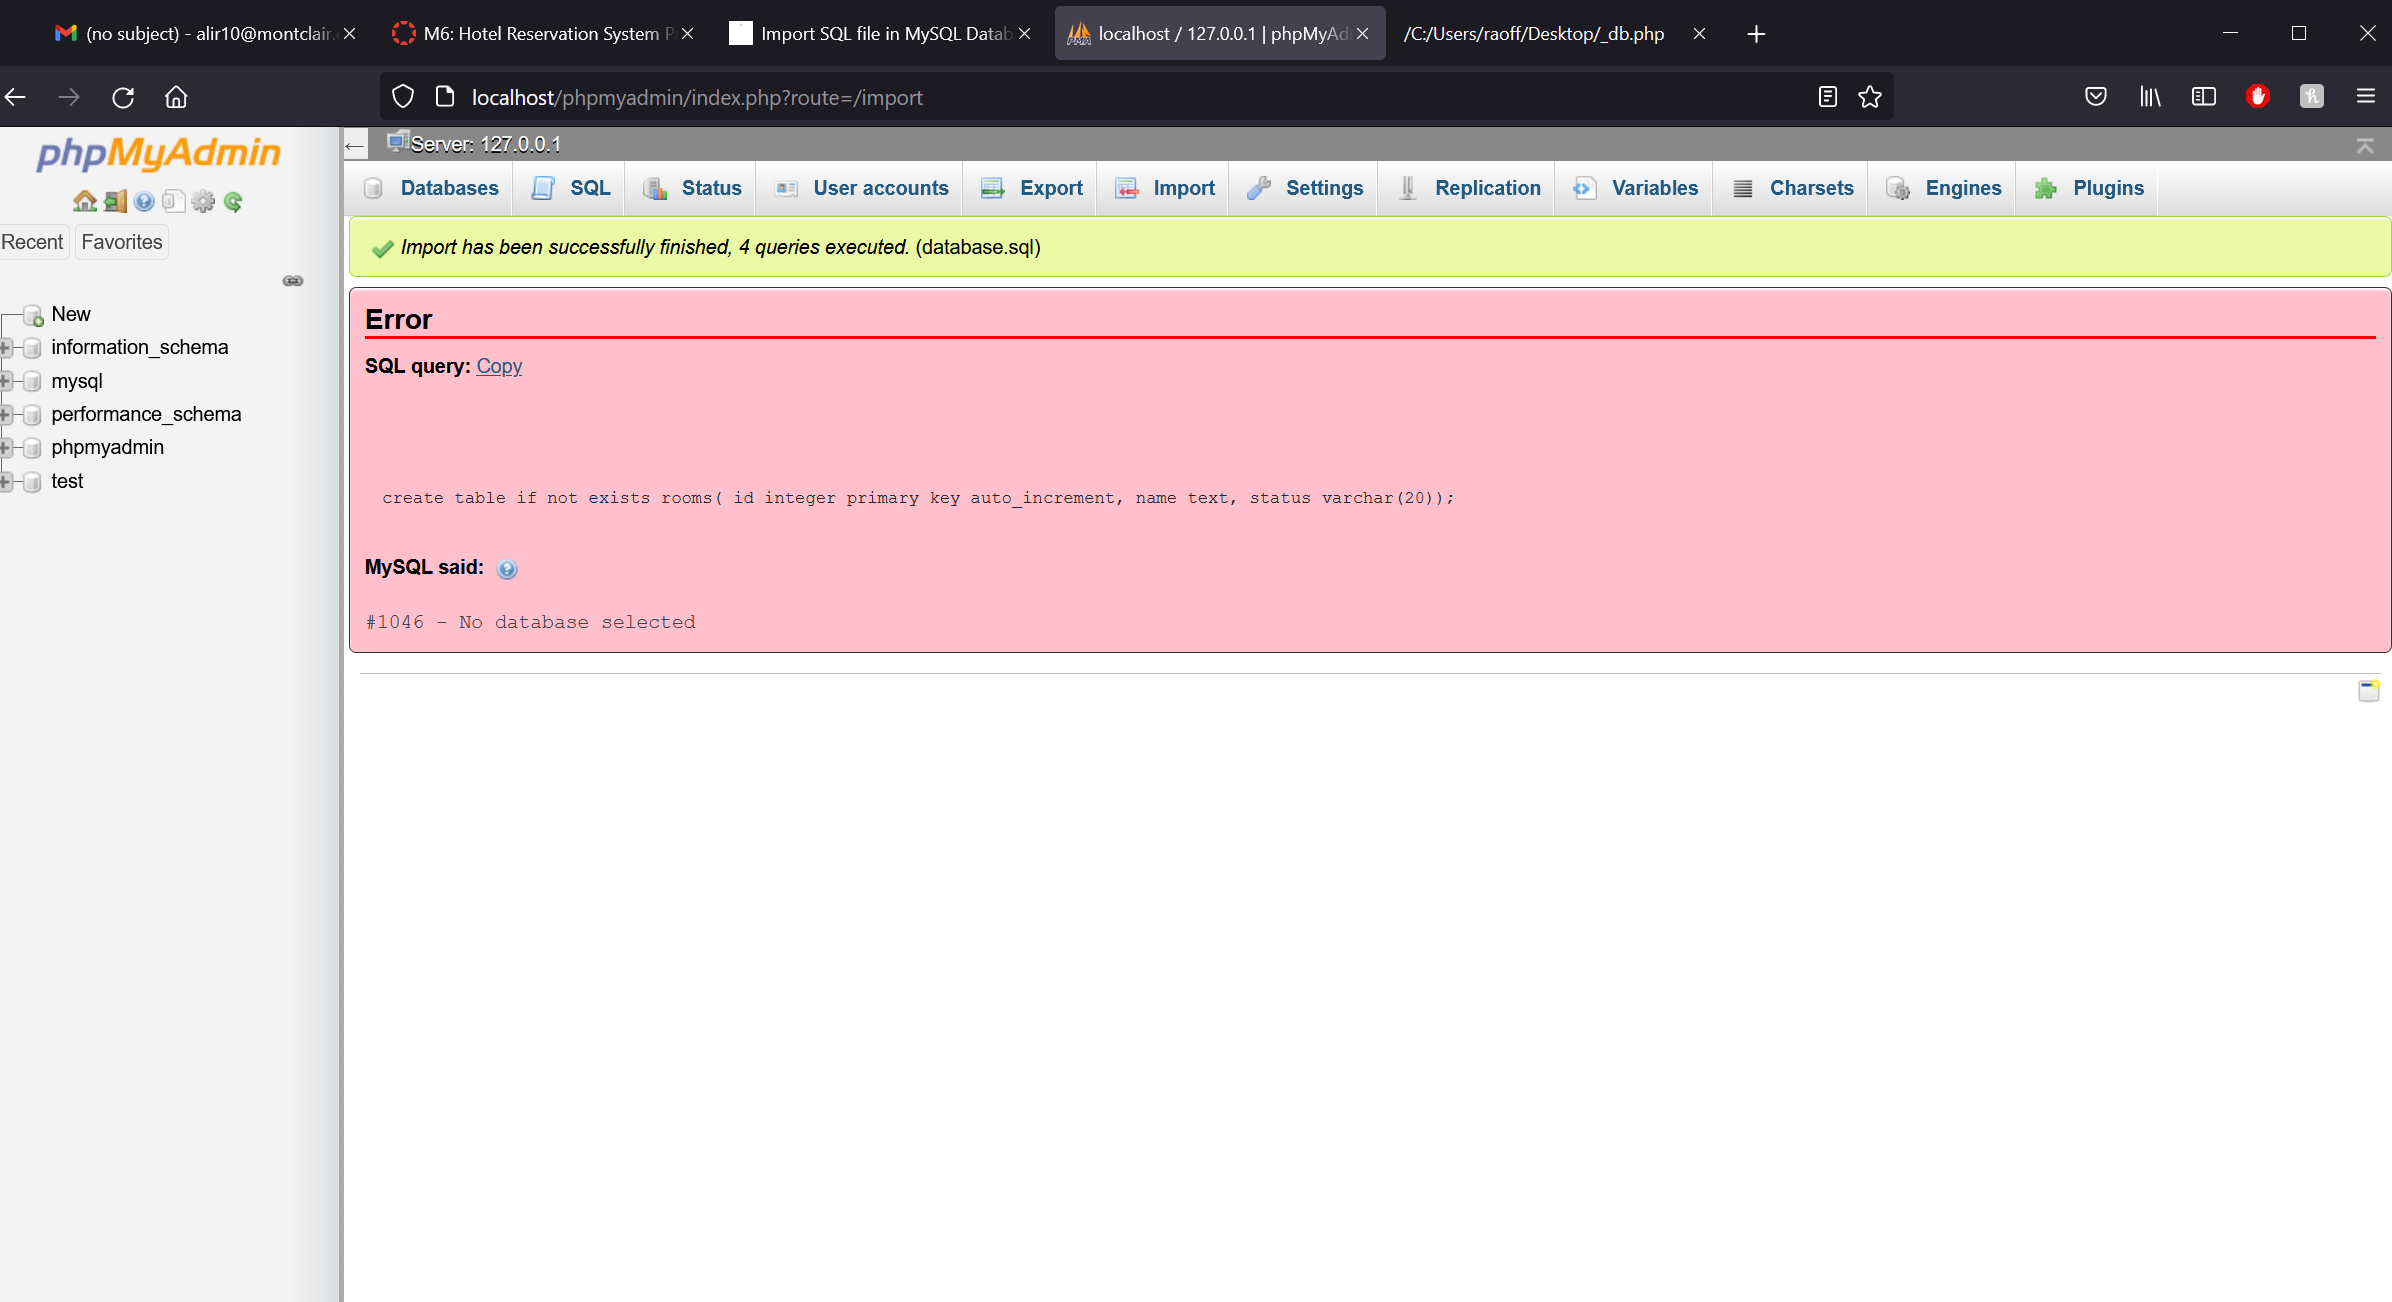 (no subject) - alir10@montclair.
M6: Hotel Reservation System P
Import SQL file in MySQL Datab
localhost / 127.0.0.1 | phpMyAd
/C:/Users/raoff/Desktop/_db.php
localhost/phpmyadmin/index.php?route=/import
phpMyAdmin
Recent
Favorites
New
information_schema
mysql
performance_schema
phpmyadmin
test
Server: 127.0.0.1
Databases
SQL
Status
User accounts
Export
Import
Settings
Replication
Variables
Charsets
Engines
Plugins
Import has been successfully finished, 4 queries executed. (database.sql)
Error
SQL query: Copy
create table if not exists rooms( id integer primary key auto_increment, name text, status varchar(20));
MySQL said:
#1046 - No database selected